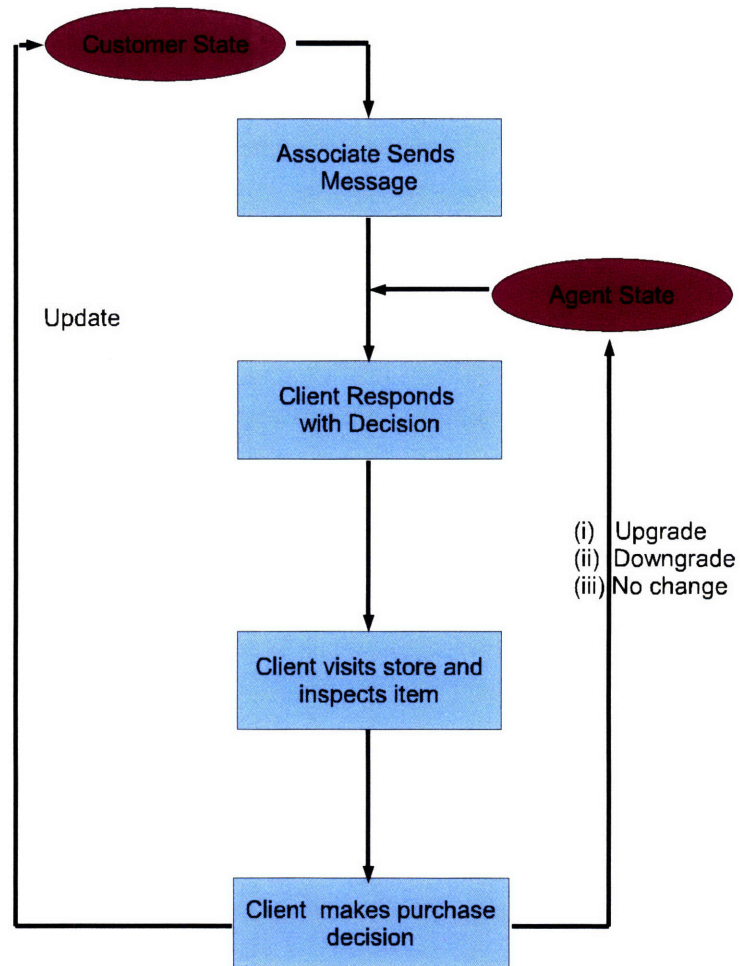 Customer State
Associate Sends
Message
Agent State
Update
Client Responds
with Decision
(i) Upgrade
(ii) Downgrade
(iii) No change
Client visits store and
inspects item
Client makes purchase
decision